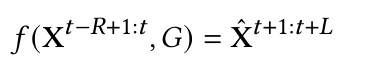 f(𝐗^{t−R+1:t}, G) = 𝐗̂^{t+1:t+L}